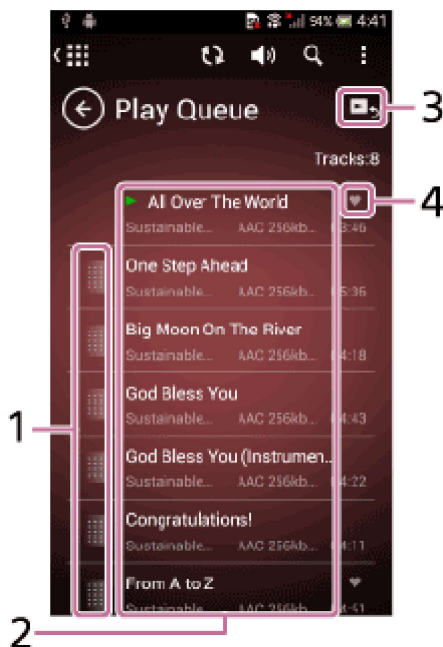 94% 4:41
Play Queue
3
Tracks:8
All Over The World
4
Sustainable... AAC 256kb... 03:46
One Step Ahead
Sustainable... AAC 256kb... 05:36
Big Moon On The River
Sustainable... AAC 256kb... 04:18
God Bless You
1
Sustainable... AAC 256kb... 04:43
God Bless You (Instrumen...
Sustainable... AAC 256kb... 04:22
Congratulations!
Sustainable... AAC 256kb... 04:11
From A to Z
Sustainable... AAC 256kb...
2